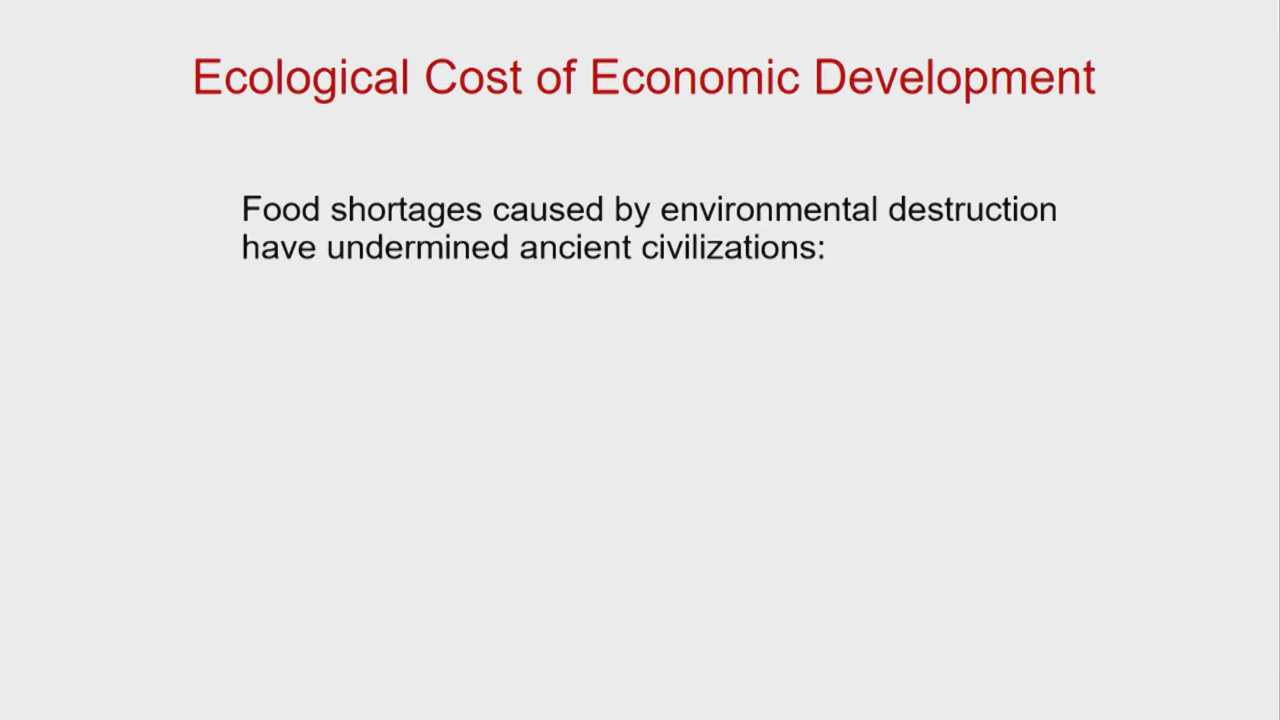 Ecological Cost of Economic Development
Food shortages caused by environmental destruction
have undermined ancient civilizations: